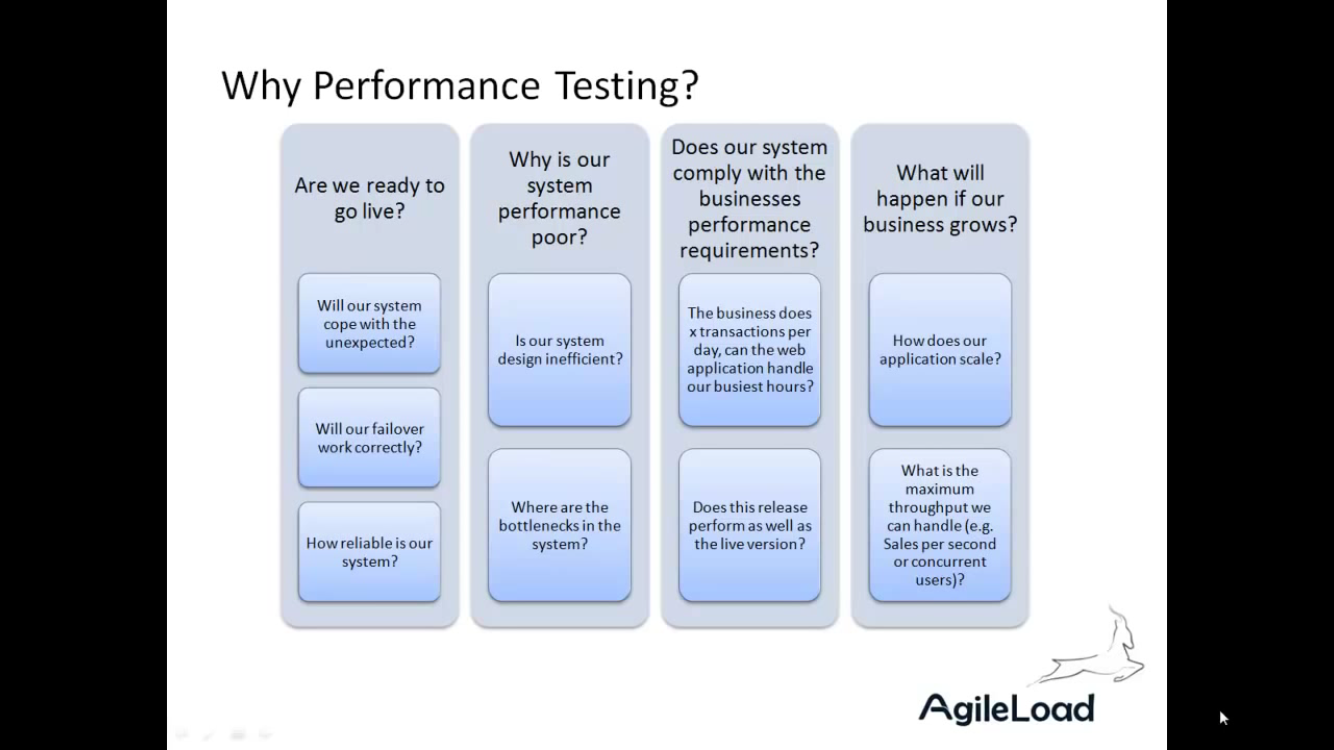 Why Performance Testing?
Are we ready to
go live?
Will our system
cope with the
unexpected?
Will our failover
work correctly?
How reliable is our
system?
Why is our
system
performance
poor?
Is our system
design inefficient?
Where are the
bottlenecks in the
system?
Does our system
comply with the
businesses
performance
requirements?
The business does
x transactions per
day, can the web
application handle
our busiest hours?
Does this release
perform as well as
the live version?
What will
happen if our
business grows?
How does our
application scale?
What is the
maximum
throughput we
can handle (e.g.
Sales per second
or concurrent
users)?
AgileLoad